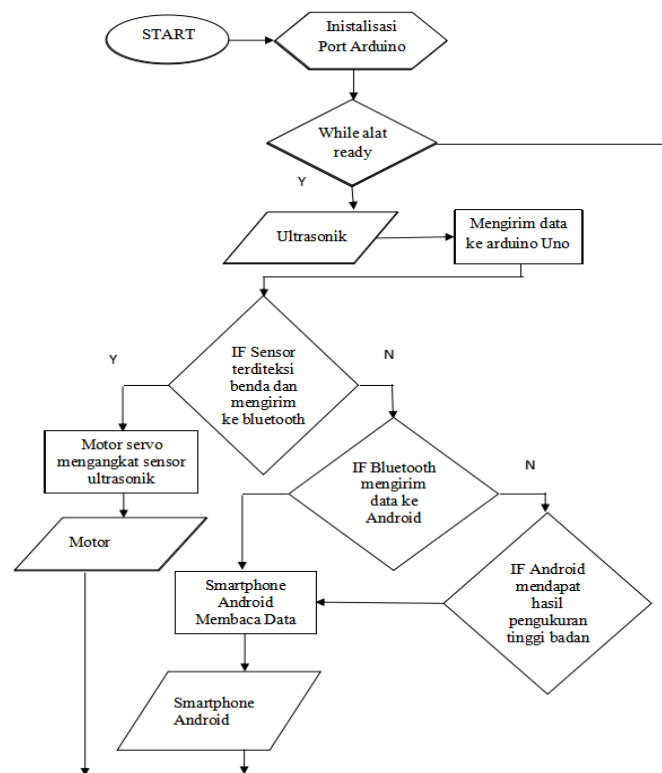 START
Inistalisasi
Port Arduino
While alat
ready
Y
Ultrasonik
Mengirim data
ke arduino Uno
Y
IF Sensor
terditeksi
benda dan
mengirim
ke bluetooth
N
Motor servo
mengangkat sensor
ultrasonik
IF Bluetooth
mengirim
data ke
Android
N
Motor
Smartphone
Android
Membaca Data
IF Android
mendapat
hasil
pengukuran
tinggi badan
Smartphone
Android